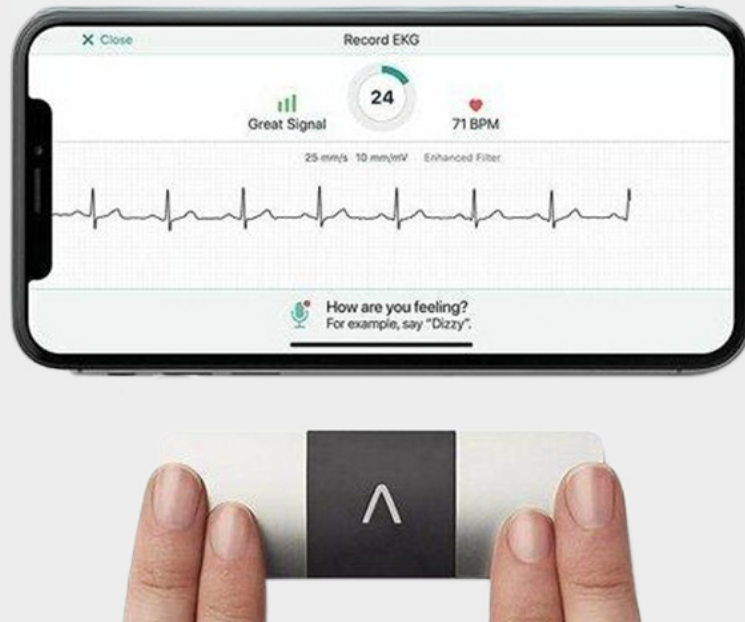 X Close
Record EKG
24
Great Signal
71 BPM
25 mm/s 10 mm/mV Enhanced Filter
How are you feeling?
For example, say "Dizzy".